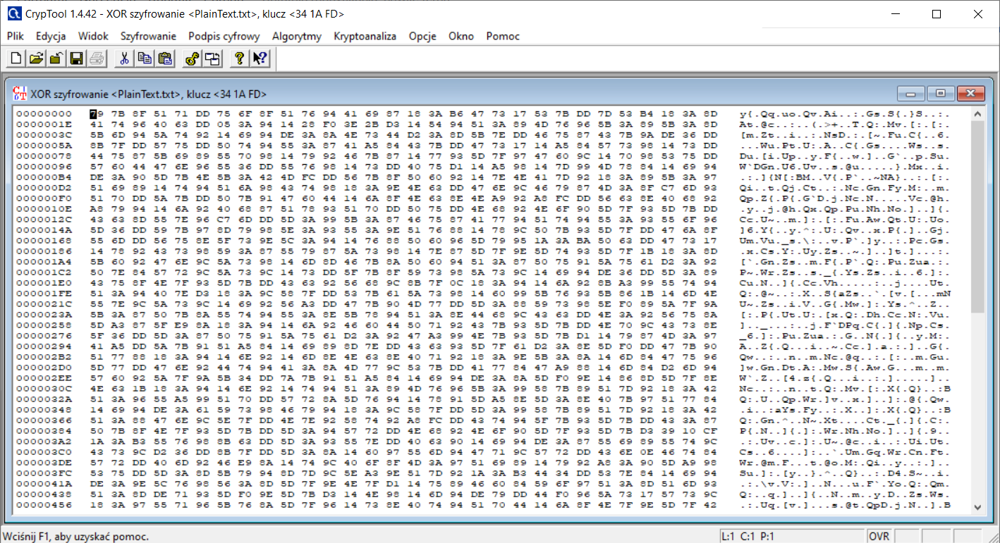 CrypTool 1.4.42 - XOR szyfrowanie <PlainText.txt>, klucz <34 1A FD>
Plik Edycja Widok Szyfrowanie Podpis cyfrowy Algorytmy Kryptoanaliza Opcje Okno Pomoc
XOR szyfrowanie <PlainText.txt>, klucz <34 1A FD>
00000000 79 7B 8F 51 71 DD 75 6F 8F 51 76 94 41 69 87 18 3A B6 47 73 17 53 7B DD 7D 53 B4 18 3A 8D y{.Qq.uo.Qv.Ai..:.Gs.S{.}S..:.
0000001E 41 74 96 40 63 DD 05 3A 94 14 28 F0 3E 2B D3 14 54 94 51 3A 89 4D 76 96 5B 3A 89 5B 3A 8D At.@c..:..(.>+..T.Q:.Mv.[:.[:.
0000003C 5B 6D 94 5A 74 92 14 69 94 DE 3A 8A 4E 73 44 D2 3A 8D 5B 7E DD 46 75 87 43 7B 9A DE 36 DD [m.Zt..i..:.NsD.:.[~.Fu.C{..6.
0000005A 8B 7F DD 57 75 DD 50 74 94 55 3A 87 41 A5 84 43 7B DD 47 73 17 14 A5 84 57 73 98 14 73 DD ...Wu.Pt.U:.A..C{.Gs....Ws..s.
00000078 44 75 87 5B 69 89 55 70 98 14 79 92 46 7B 87 14 77 93 5D 7F 97 47 60 9C 14 70 98 53 75 DD Du.[i.Up..y.F{..w.]..G`..p.Su.
00000096 57 60 44 47 6E 96 55 36 DD 55 76 98 14 73 DD 40 75 D1 14 A5 98 14 7D 99 4D 78 84 14 69 94 W`DGn.U6.Uv..s.@u.....}.Mx..i.
000000B4 DE 3A 90 5D 7B 4E 5B 3A 42 4D FC DD 56 7B 8F 50 60 92 14 7E 4E 41 7D 92 18 3A 89 5B 3A 97 .:.]{N[:BM..V{.P`..~NA}..:.[:.
000000D2 51 69 89 14 74 94 51 6A 98 43 74 98 18 3A 9E 4E 63 DD 47 6E 9C 46 79 87 4D 3A 8F C7 6D 93 Qi..t.Qj.Ct..:.Nc.Gn.Fy.M:..m.
000000F0 51 70 DD 5A 7B DD 50 7B 91 47 60 44 14 6A 8F 4E 63 8E 4E A9 92 A8 FC DD 56 63 8E 40 68 92 Qp.Z{.P{.G`D.j.Nc.N.....Vc.@h.
0000010E A8 79 94 14 6A 92 40 68 87 51 78 93 51 70 DD 50 75 DD 4E 68 92 4E 6F 90 5D 7F 93 5D 7B DD .y..j.@h.Qx.Qp.Pu.Nh.No.]..]{.
0000012C 43 63 8D 55 7E 96 C7 6D DD 5D 3A 99 5B 3A 87 46 75 87 41 77 94 51 74 94 55 3A 93 55 6F 96 Cc.U~..m.]:.[:.Fu.Aw.Qt.U:.Uo.
0000014A 5D 36 DD 59 7B 97 8D 79 98 5E 3A 93 55 3A 9E 51 76 88 14 78 9C 50 7B 93 5D 7F DD 47 6A 8F ]6.Y{..y.^:.U:.Qv..x.P{.]..Gj.
00000168 55 6D DD 56 75 8E 5F 73 9E 5C 3A 94 14 76 88 50 60 96 5D 79 95 1A 3A BA 50 63 DD 47 73 17 Um.Vu._s.\:..v.P`.]y..:.Pc.Gs.
00000186 14 78 92 43 73 98 59 3A 87 55 79 87 5A 73 98 14 7E 87 5D 7F 9E 5D 74 93 5D 7F 1B 18 3A 8D .x.Cs.Y:.Uy.Zs..~.]..]t.]...:.
000001A4 5B 60 92 47 6E 9C 5A 73 98 14 6D 8D 46 7B 8A 50 60 94 51 3A 87 50 75 91 5A 75 61 D2 3A 92 [`.Gn.Zs..m.F{.P`.Q:.Pu.Zua.:.
000001C2 50 7E 84 57 72 9C 5A 73 9C 14 73 DD 5F 7B 8F 59 73 98 5A 73 9C 14 69 94 DE 36 DD 5D 3A 89 P~.Wr.Zs..s._{.Ys.Zs..i..6.]:.
000001E0 43 75 8F 4E 7F 93 5D 7B DD 43 63 92 56 68 9C 8B 7F 0C 18 3A 94 14 6A 92 8B A3 99 55 74 94 Cu.N..]{.Cc.Vh.....:..j....Ut.
000001FE 51 3A 94 40 7E D3 18 3A 9C 58 7F DD 53 7B 61 5A 73 98 14 60 99 5B 76 93 5B 86 1B 14 6D 4E Q:.@~..:.X..S{aZs..`.[v.[...mN
0000021C 55 7E 9C 5A 73 9C 14 69 92 56 A3 DD 47 7B 90 4D 77 DD 5D 3A 88 59 73 98 5E F0 89 5A 7F 9A U~.Zs..i.V..G{.Mw.]:.Ys.^..Z..
0000023A 5B 3A 87 50 7B 8A 55 74 94 55 3A 8E 5B 78 94 51 3A 8E 44 68 9C 43 63 DD 4E 3A 92 56 75 8A [:.P{.Ut.U:.[x.Q:.Dh.Cc.N:.Vu.
00000258 5D A3 87 5F E9 8A 18 3A 94 14 6A 92 46 60 44 50 71 92 43 7B 93 5D 7B DD 4E 70 9C 43 73 8E ].._...:..j.F`DPq.C{.]{.Np.Cs.
00000276 5F 36 DD 5D 3A 87 50 75 91 5A 75 61 D2 3A 92 47 A3 99 4E 7B 93 5D 7B D1 14 79 87 4D 3A 97 _6.]:.Pu.Zua.:.G..N{.]{..y.M:.
00000294 41 A5 DD 5A 7B 91 51 A5 84 14 69 89 8D 7E DD 43 63 93 5D 7F 61 D2 3A 8E 5D F0 DD 47 7B 90 A..Z{.Q...i..~.Cc.].a.:.]..G{.
000002B2 51 77 88 18 3A 94 14 6E 92 14 6D 8E 4E 63 8E 40 71 92 18 3A 9E 5B 3A 8A 14 6D 84 47 75 96 Qw..:..n..m.Nc.@q..:.[:..m.Gu.
000002D0 5D 77 DD 47 6E 92 44 74 94 41 3A 8A 4D 77 9C 53 7B DD 41 77 84 47 A9 88 14 6D 84 D2 6D 94 ]w.Gn.Dt.A:.Mw.S{.Aw.G...m..m.
000002EE 57 60 92 5A 7F 9A 5B 34 DD 7A 7B 91 51 A5 84 14 69 94 DE 3A 8A 5D F0 9E 14 86 8D 5D 7F 8E W`.Z..[4.z{.Q...i..:.].....]..
0000030C 4E 63 1B 18 3A 94 14 6E 92 14 74 94 51 3A 89 4D 76 96 5B 3A 99 58 7B 89 51 7D 92 18 3A 42 Nc..:..n..t.Q:.Mv.[:.X{.Q}..:B
0000032A 51 3A 96 55 A5 99 51 70 DD 57 72 8A 5D 76 94 14 78 91 5D A5 8E 5D 3A 8E 40 7B 97 51 77 84 Q:.U..Qp.Wr.]v..x.]..]:.@{.Qw.
00000348 14 69 94 DE 3A 61 59 73 98 46 79 94 18 3A 9C 58 7F DD 5D 3A 99 58 7B 89 51 7D 92 18 3A 42 .i..:aYs.Fy..:.X..]:.X{.Q}..:B
00000366 51 3A 88 47 6E 9C 5E 7F DD 4E 7E 92 58 74 92 A8 FC DD 43 74 94 5F 7B 93 5D 7B DD 43 3A 87 Q:.Gn.^..N~.Xt....Ct._{.]{.C:.
00000384 50 7B 8F 4E 7F 93 5D 7B DD 5D 3A 94 57 72 DD 4E 68 92 4E 6F 90 5D 7F 93 5D 7B D3 39 10 CF P{.N..]{.]:.Wr.Nh.No.]..]{.9..
000003A2 1A 3A B3 55 76 98 8B 63 DD 5D 3A 93 55 7E DD 40 63 90 14 69 94 DE 3A 87 55 69 89 55 74 9C .:.Uv..c.]:.U~.@c..i..:.Ui.Ut.
000003C0 43 73 9C D2 36 DD 8B 7F DD 5D 3A 8A 14 60 97 55 6D 94 47 71 9C 57 72 DD 43 6E 0E 46 74 84 Cs..6....]:..`.Um.Gq.Wr.Cn.Ft.
000003DE 57 72 DD 40 6D 92 46 E9 8A 14 74 9C 40 6F 8F 4D 3A 97 51 69 89 14 79 92 A8 3A 90 5D A9 98 Wr.@m.F...t.@o.M:.Qi..y..:.]..
000003FC 53 75 DD 5D 3A 8D 5B 79 94 8D 7D 9C 5E A3 9E 51 7D 92 1A 3A B3 44 34 DD 53 7E 84 14 69 94 Su.]:.[y..}.^..Q}..:.D4.S~..i.
0000041A DE 3A 9E 5C 76 98 56 3A 8D 5D 7F 9E 4E 7F D1 14 75 89 46 60 84 59 6F 97 51 3A 8D 51 6D 93 .:.\v.V:.]..N...u.F`.Yo.Q:.Qm.
00000438 51 3A 8D DE 71 93 5D F0 9E 5D 7B D3 14 4E 98 14 6D 94 DE 79 DD 44 F0 96 5A 73 17 57 73 9C Q:..q.]..]{..N..m..y.D..Zs.Ws.
00000456 18 3A 97 55 71 96 5B 76 8A 5D 7F 96 14 73 8E 40 74 94 51 70 44 14 6A 8F 4E 7F 9E 5D 7F 42 .:.Uq.[v.]...s.@t.QpD.j.N..].B
Wciśnij F1, aby uzyskać pomoc.
L:1 C:1 P:1
OVR